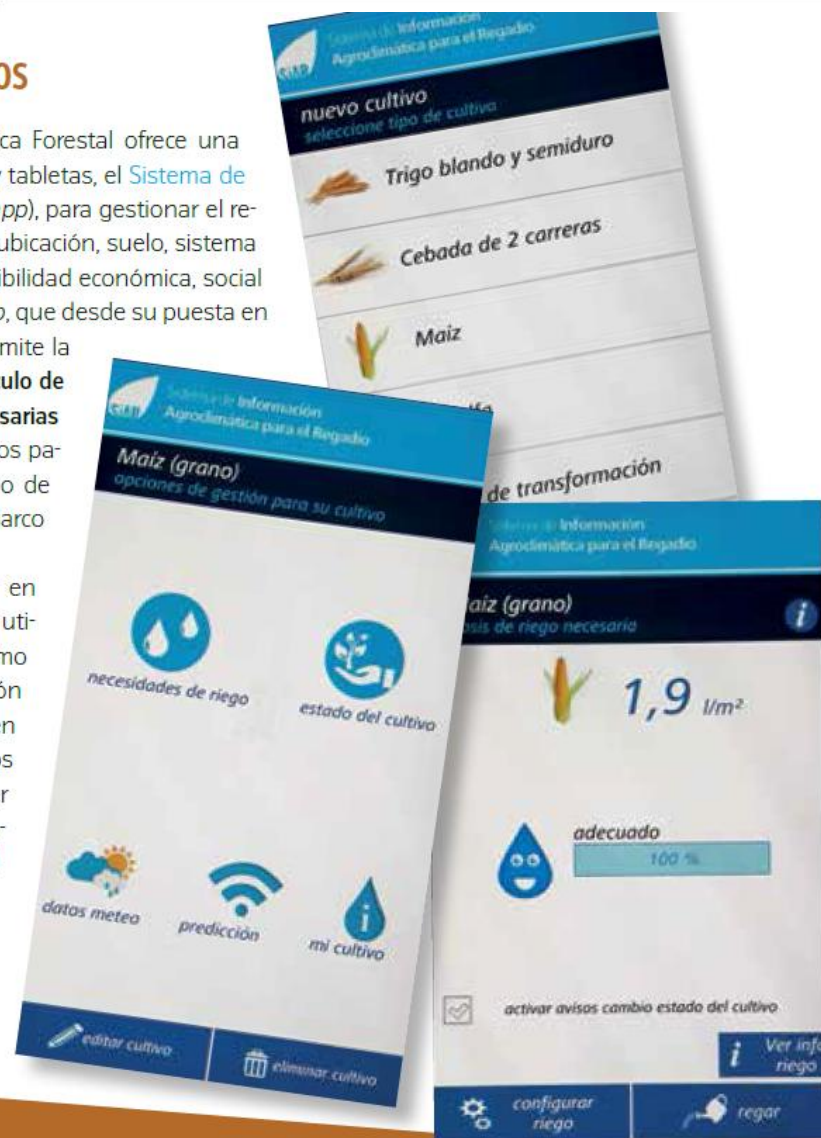 OS
ca Forestal ofrece una
y tabletas, el Sistema de
pp), para gestionar el re-
ubicación, suelo, sistema
ibilidad económica, social
o, que desde su puesta en
mite la
ulo de
sarias
os pa-
o de
arco
en
uti-
mo
ón
en
os
r
-
SiAR
Sistema de Información
Agroclimática para el Regadío
nuevo cultivo
seleccione tipo de cultivo
Trigo blando y semiduro
Cebada de 2 carreras
Maíz
de transformación
SiAR
Sistema de Información
Agroclimática para el Regadío
Maíz (grano)
opciones de gestión para su cultivo
necesidades de riego
estado del cultivo
datos meteo
predicción
mi cultivo
editar cultivo
eliminar cultivo
Sistema de Información
Agroclimática para el Regadío
aíz (grano)
osis de riego necesaria
i
1,9 l/m²
adecuado
100 %
activar avisos cambio estado del cultivo
i Ver info
riego
configurar
riego
regar